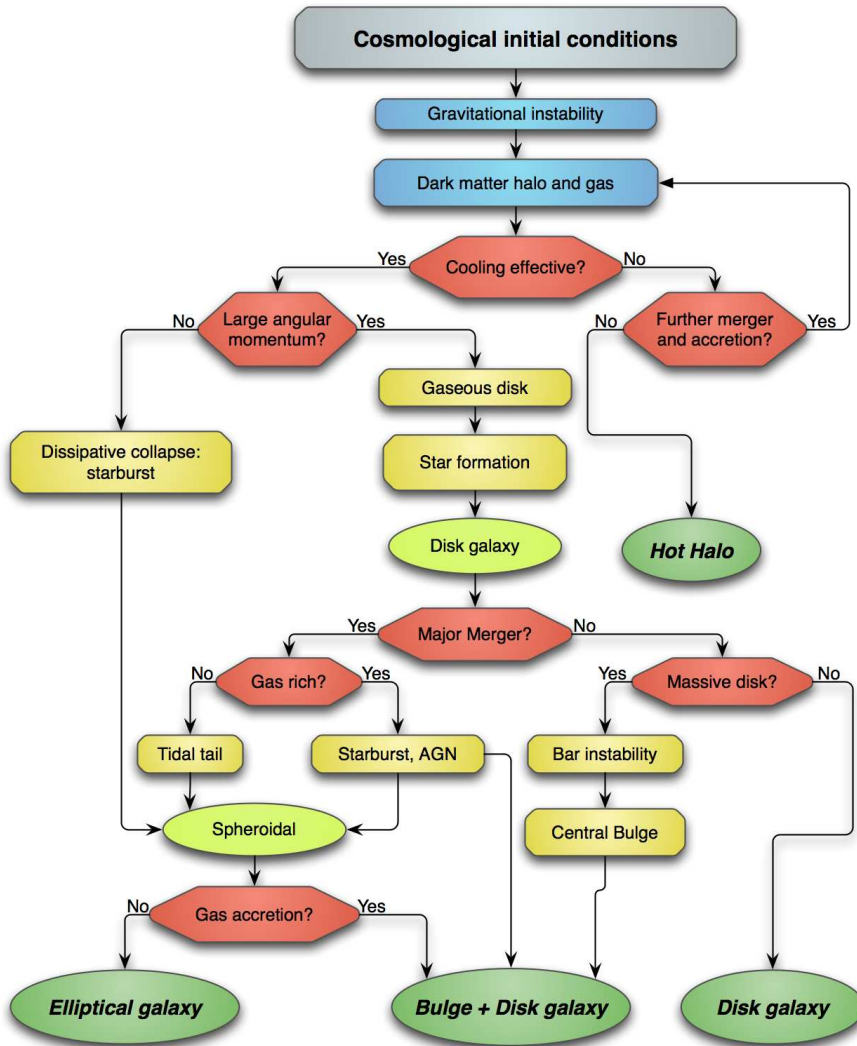 Cosmological initial conditions
Gravitational instability
Dark matter halo and gas
Yes
Cooling effective?
No
No
Large angular
momentum?
Yes
No
Further merger
and accretion?
Yes
Gaseous disk
Dissipative collapse:
starburst
Star formation
Disk galaxy
Hot Halo
Yes
Major Merger?
No
No
Gas rich?
Yes
Yes
Massive disk?
No
Tidal tail
Starburst, AGN
Bar instability
Spheroidal
Central Bulge
No
Gas accretion?
Yes
Elliptical galaxy
Bulge + Disk galaxy
Disk galaxy